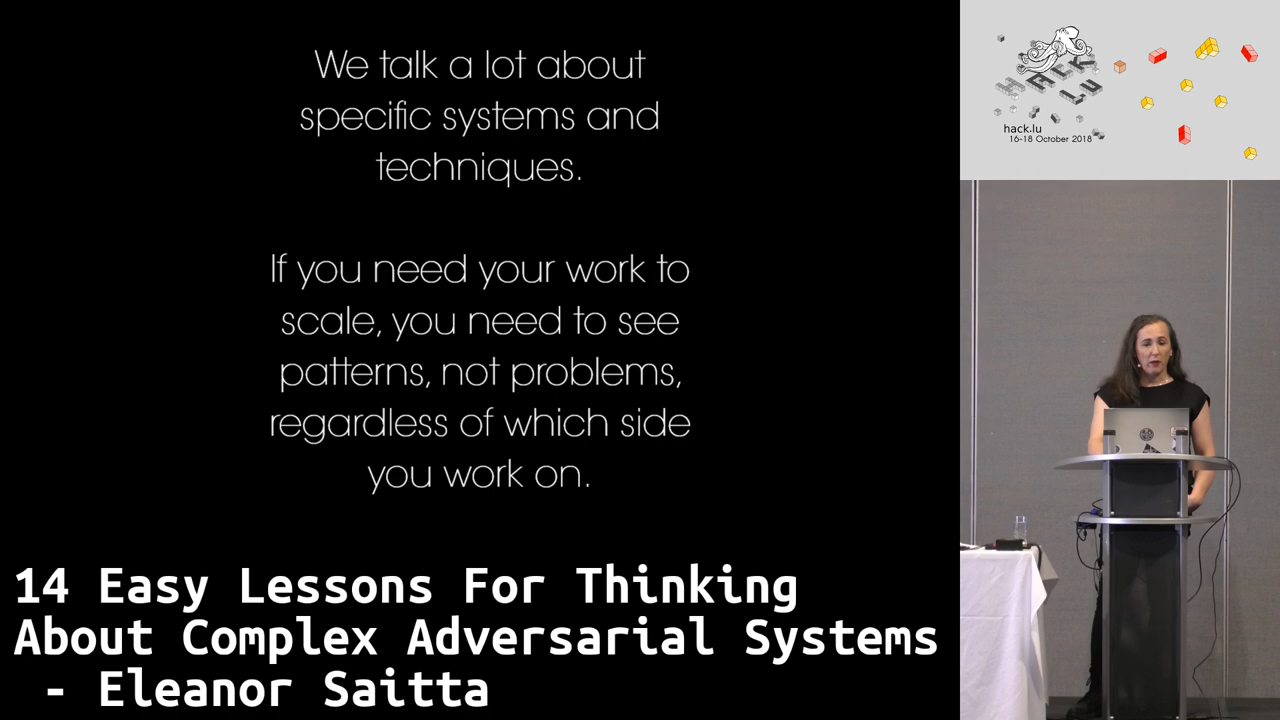 We talk a lot about
specific systems and
techniques.
If you need your work to
scale, you need to see
patterns, not problems,
regardless of which side
you work on.
14 Easy Lessons For Thinking
About Complex Adversarial Systems
- Eleanor Saitta
HACK
LU
hack.lu
16-18 October 2018